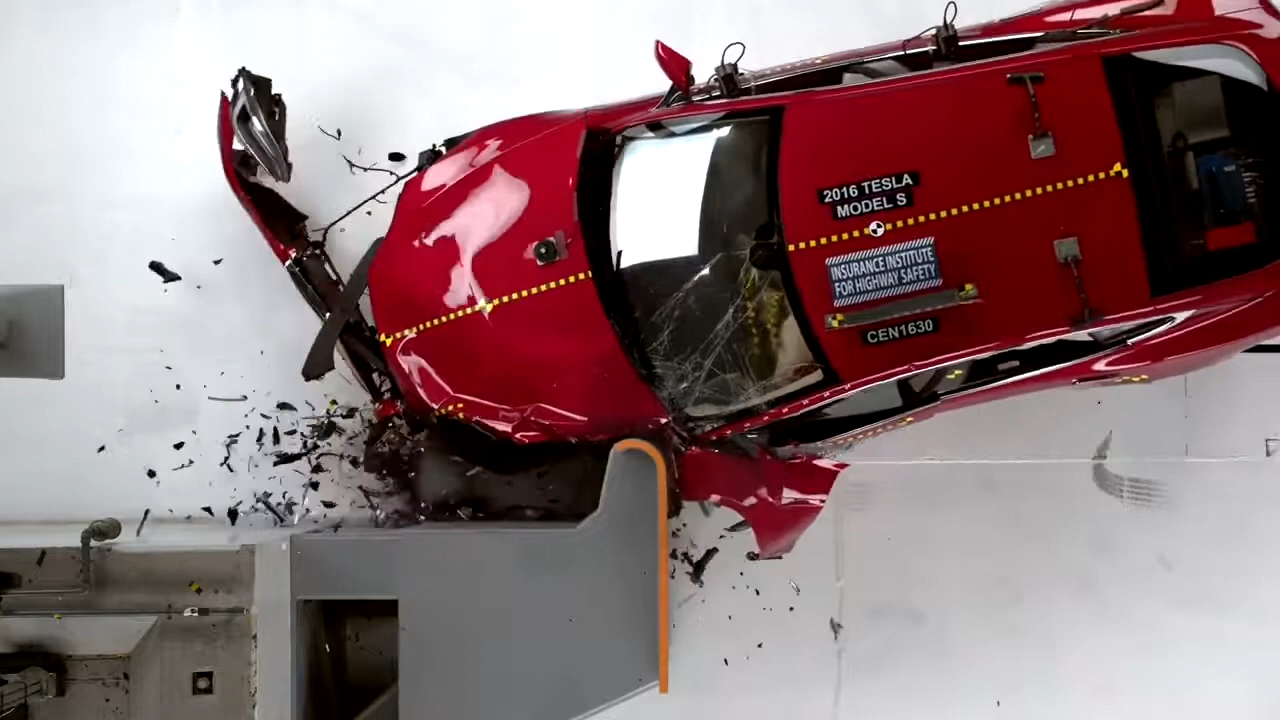 2016 TESLA
MODEL S
INSURANCE INSTITUTE
FOR HIGHWAY SAFETY
CEN1630